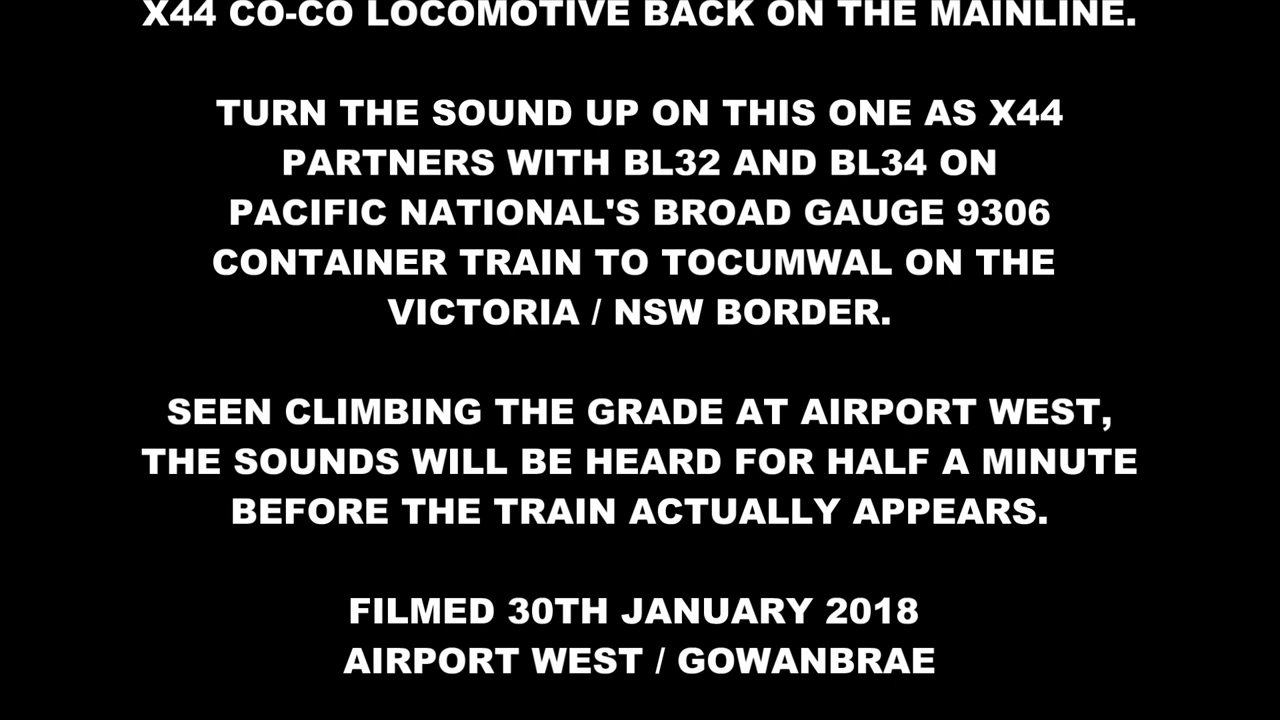 X44 CO-CO LOCOMOTIVE BACK ON THE MAINLINE.
TURN THE SOUND UP ON THIS ONE AS X44
PARTNERS WITH BL32 AND BL34 ON
PACIFIC NATIONAL'S BROAD GAUGE 9306
CONTAINER TRAIN TO TOCUMWAL ON THE
VICTORIA / NSW BORDER.
SEEN CLIMBING THE GRADE AT AIRPORT WEST,
THE SOUNDS WILL BE HEARD FOR HALF A MINUTE
BEFORE THE TRAIN ACTUALLY APPEARS.
FILMED 30TH JANUARY 2018
AIRPORT WEST / GOWANBRAE